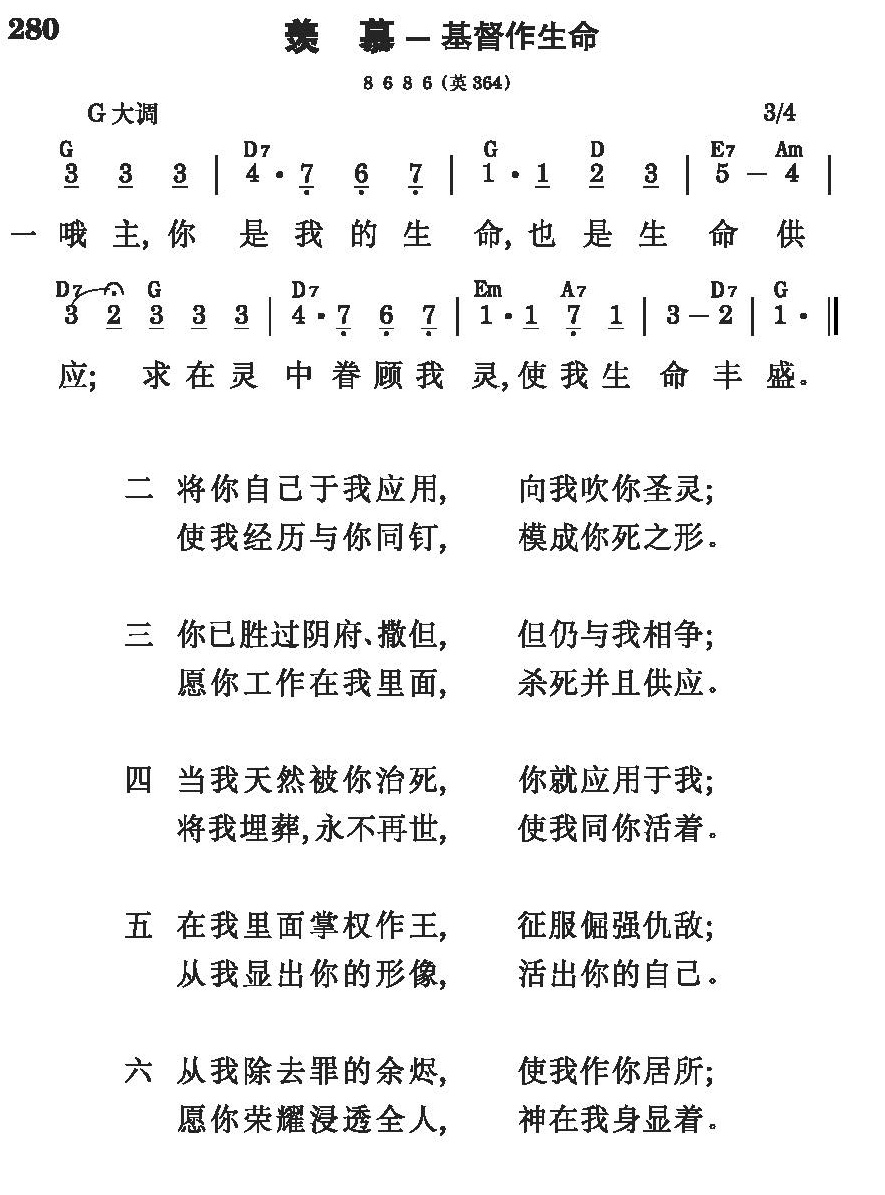 280
羡 慕 — 基督作生命
8 6 8 6 (英 364)
G 大调 3/4
G D7 G D E7 Am
3 3 3 | 4 · 7 6 7 | 1 · 1 2 3 | 5 — 4 |
一 哦 主, 你 是 我 的 生 命, 也 是 生 命 供
D7 G D7 Em A7 D7 G
3 2 3 3 3 | 4 · 7 6 7 | 1 · 1 7 1 | 3 — 2 | 1 · ‖
应; 求 在 灵 中 眷 顾 我 灵, 使 我 生 命 丰 盛。
二 将你自己于我应用, 向我吹你圣灵;
使我经历与你同钉, 模成你死之形。
三 你已胜过阴府、撒但, 但仍与我相争;
愿你工作在我里面, 杀死并且供应。
四 当我天然被你治死, 你就应用于我;
将我埋葬, 永不再世, 使我同你活着。
五 在我里面掌权作王, 征服倔强仇敌;
从我显出你的形像, 活出你的自己。
六 从我除去罪的余烬, 使我作你居所;
愿你荣耀浸透全人, 神在我身显着。